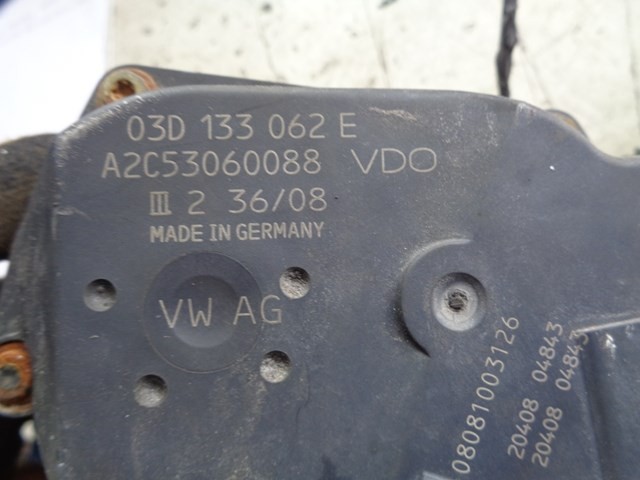 03D 133 062 E
A2C53060088 VDO
III 2 36/08
MADE IN GERMANY
VW AG
08081003126
20408 04843
20408 04843